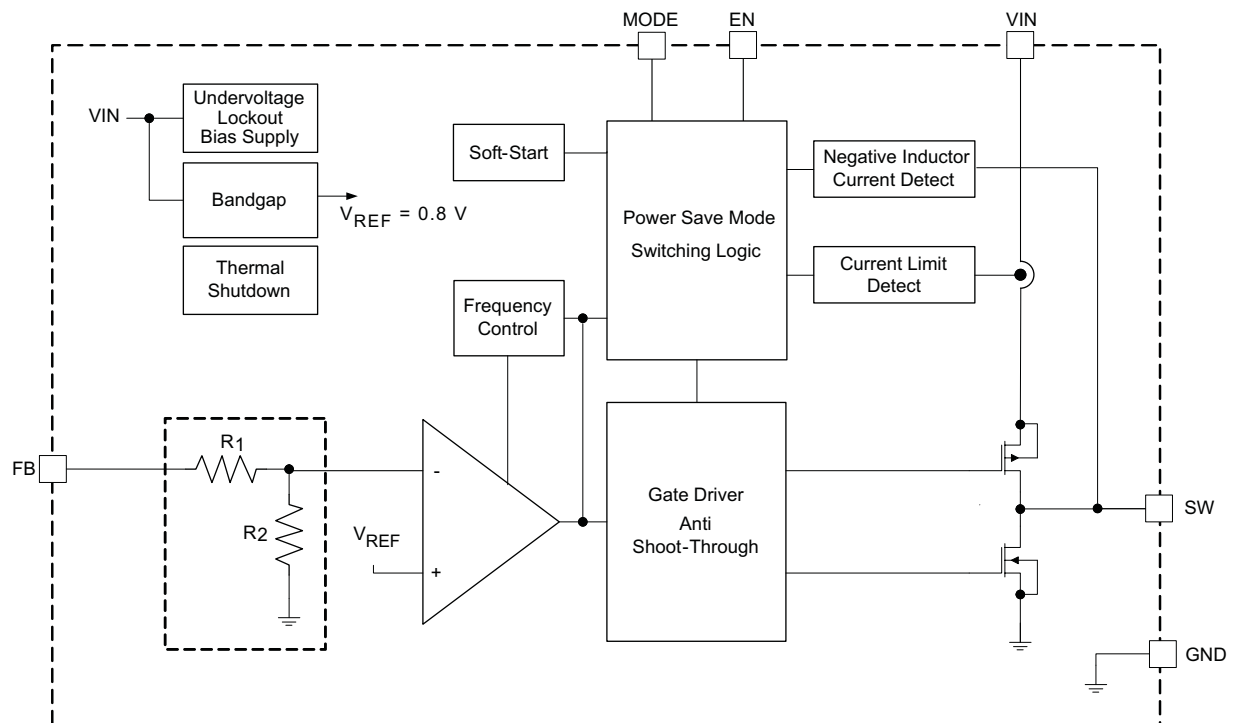 MODE
EN
VIN
VIN
Undervoltage
Lockout
Bias Supply
Bandgap
VREF = 0.8 V
Thermal
Shutdown
Soft-Start
Power Save Mode
Switching Logic
Negative Inductor
Current Detect
Current Limit
Detect
Frequency
Control
FB
R1
R2
-
VREF
+
Gate Driver
Anti
Shoot-Through
SW
GND